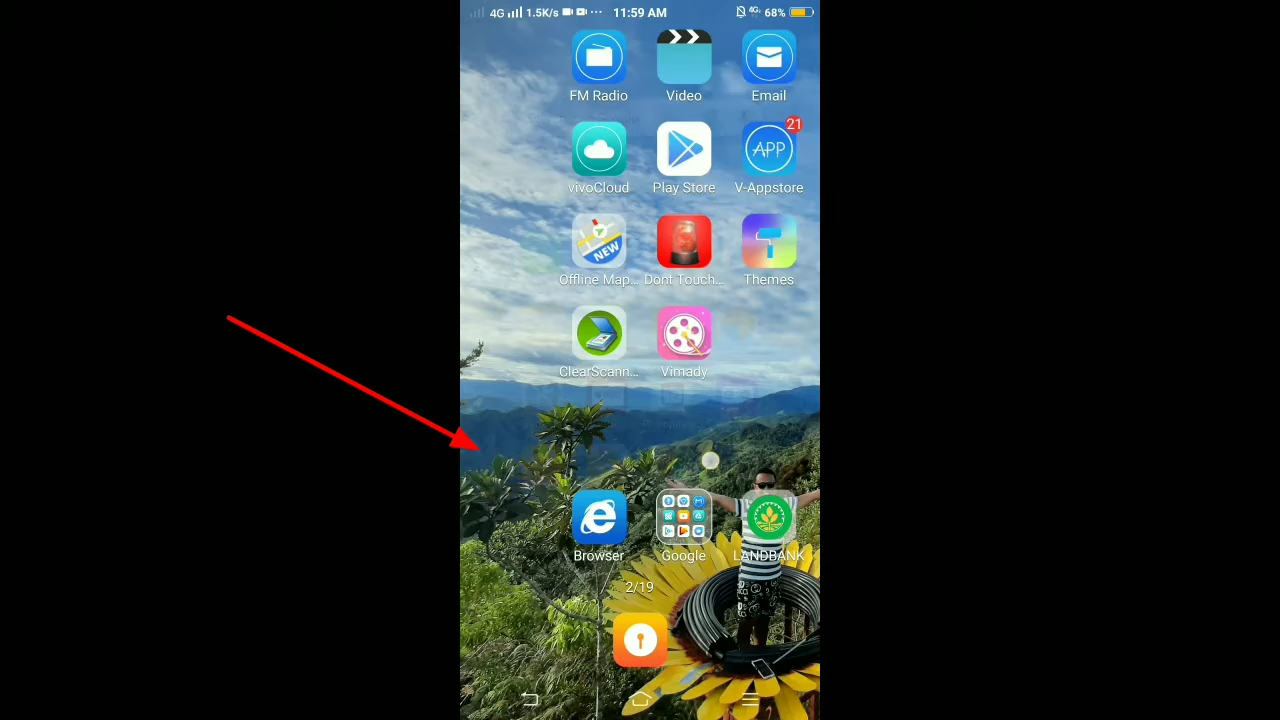 4G 1.5K/s ... 11:59 AM 4G 68%
FM Radio Video Email
21
APP
vivoCloud Play Store V-Appstore
NEW
Offline Map... Dont Touch... Themes
ClearScann... Vimady
Browser Google LANDBANK
2/19